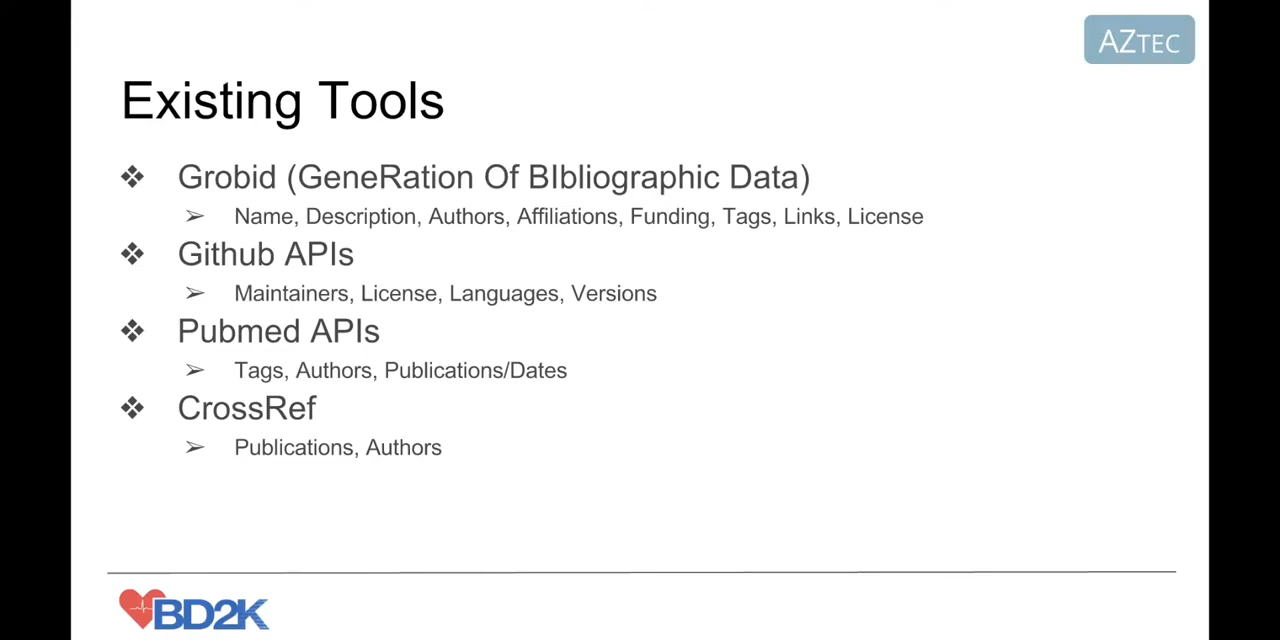 AZTEC
Existing Tools
❖ Grobid (GeneRation Of BIbliographic Data)
➢ Name, Description, Authors, Affiliations, Funding, Tags, Links, License
❖ Github APIs
➢ Maintainers, License, Languages, Versions
❖ Pubmed APIs
➢ Tags, Authors, Publications/Dates
❖ CrossRef
➢ Publications, Authors
BD2K